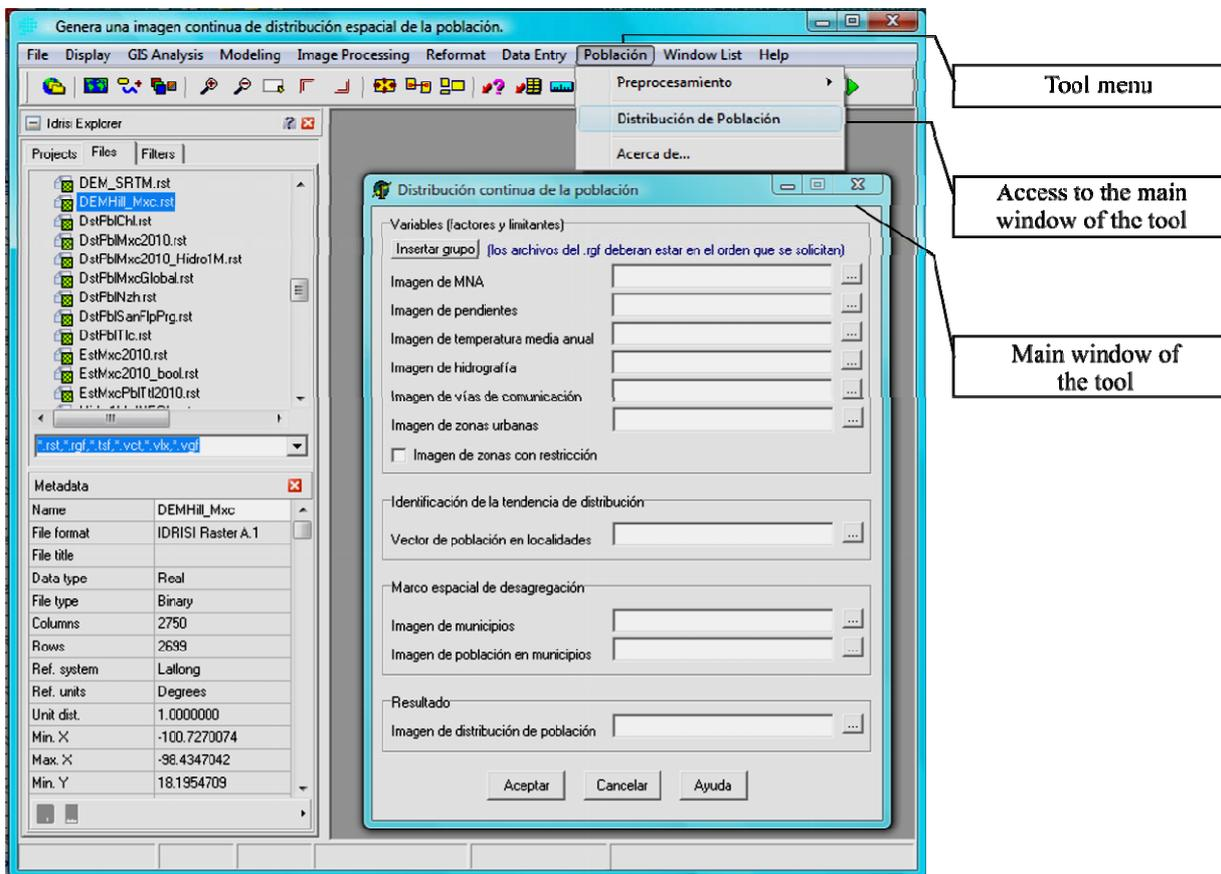 Genera una imagen continua de distribución espacial de la población.
File Display GIS Analysis Modeling Image Processing Reformat Data Entry Población Window List Help
Preprocesamiento
Distribución de Población
Acerca de...
Tool menu
Access to the main
window of the tool
Main window of
the tool
Idrisi Explorer
Projects Files Filters
DEM_SRTM.rst
DEMHill_Mxc.rst
DstPblChl.rst
DstPblMxc2010.rst
DstPblMxc2010_Hidro1M.rst
DstPblMxcGlobal.rst
DstPblNzh.rst
DstPblSanFlpPrg.rst
DstPblTlc.rst
EstMxc2010.rst
EstMxc2010_bool.rst
EstMxcPblTtl2010.rst
*.rst,*.rgf,*.tsf,*.vct,*.vlx,*.vgf
Metadata
Name DEMHill_Mxc
File format IDRISI Raster A.1
File title
Data type Real
File type Binary
Columns 2750
Rows 2699
Ref. system Latlong
Ref. units Degrees
Unit dist. 1.0000000
Min. X -100.7270074
Max. X -98.4347042
Min. Y 18.1954709
Distribución continua de la población
Variables (factores y limitantes)
Insertar grupo (los archivos del .rgf deberan estar en el orden que se solicitan)
Imagen de MNA ...
Imagen de pendientes ...
Imagen de temperatura media anual ...
Imagen de hidrografía ...
Imagen de vías de comunicación ...
Imagen de zonas urbanas ...
Imagen de zonas con restricción
Identificación de la tendencia de distribución
Vector de población en localidades ...
Marco espacial de desagregación
Imagen de municipios ...
Imagen de población en municipios ...
Resultado
Imagen de distribución de población ...
Aceptar Cancelar Ayuda